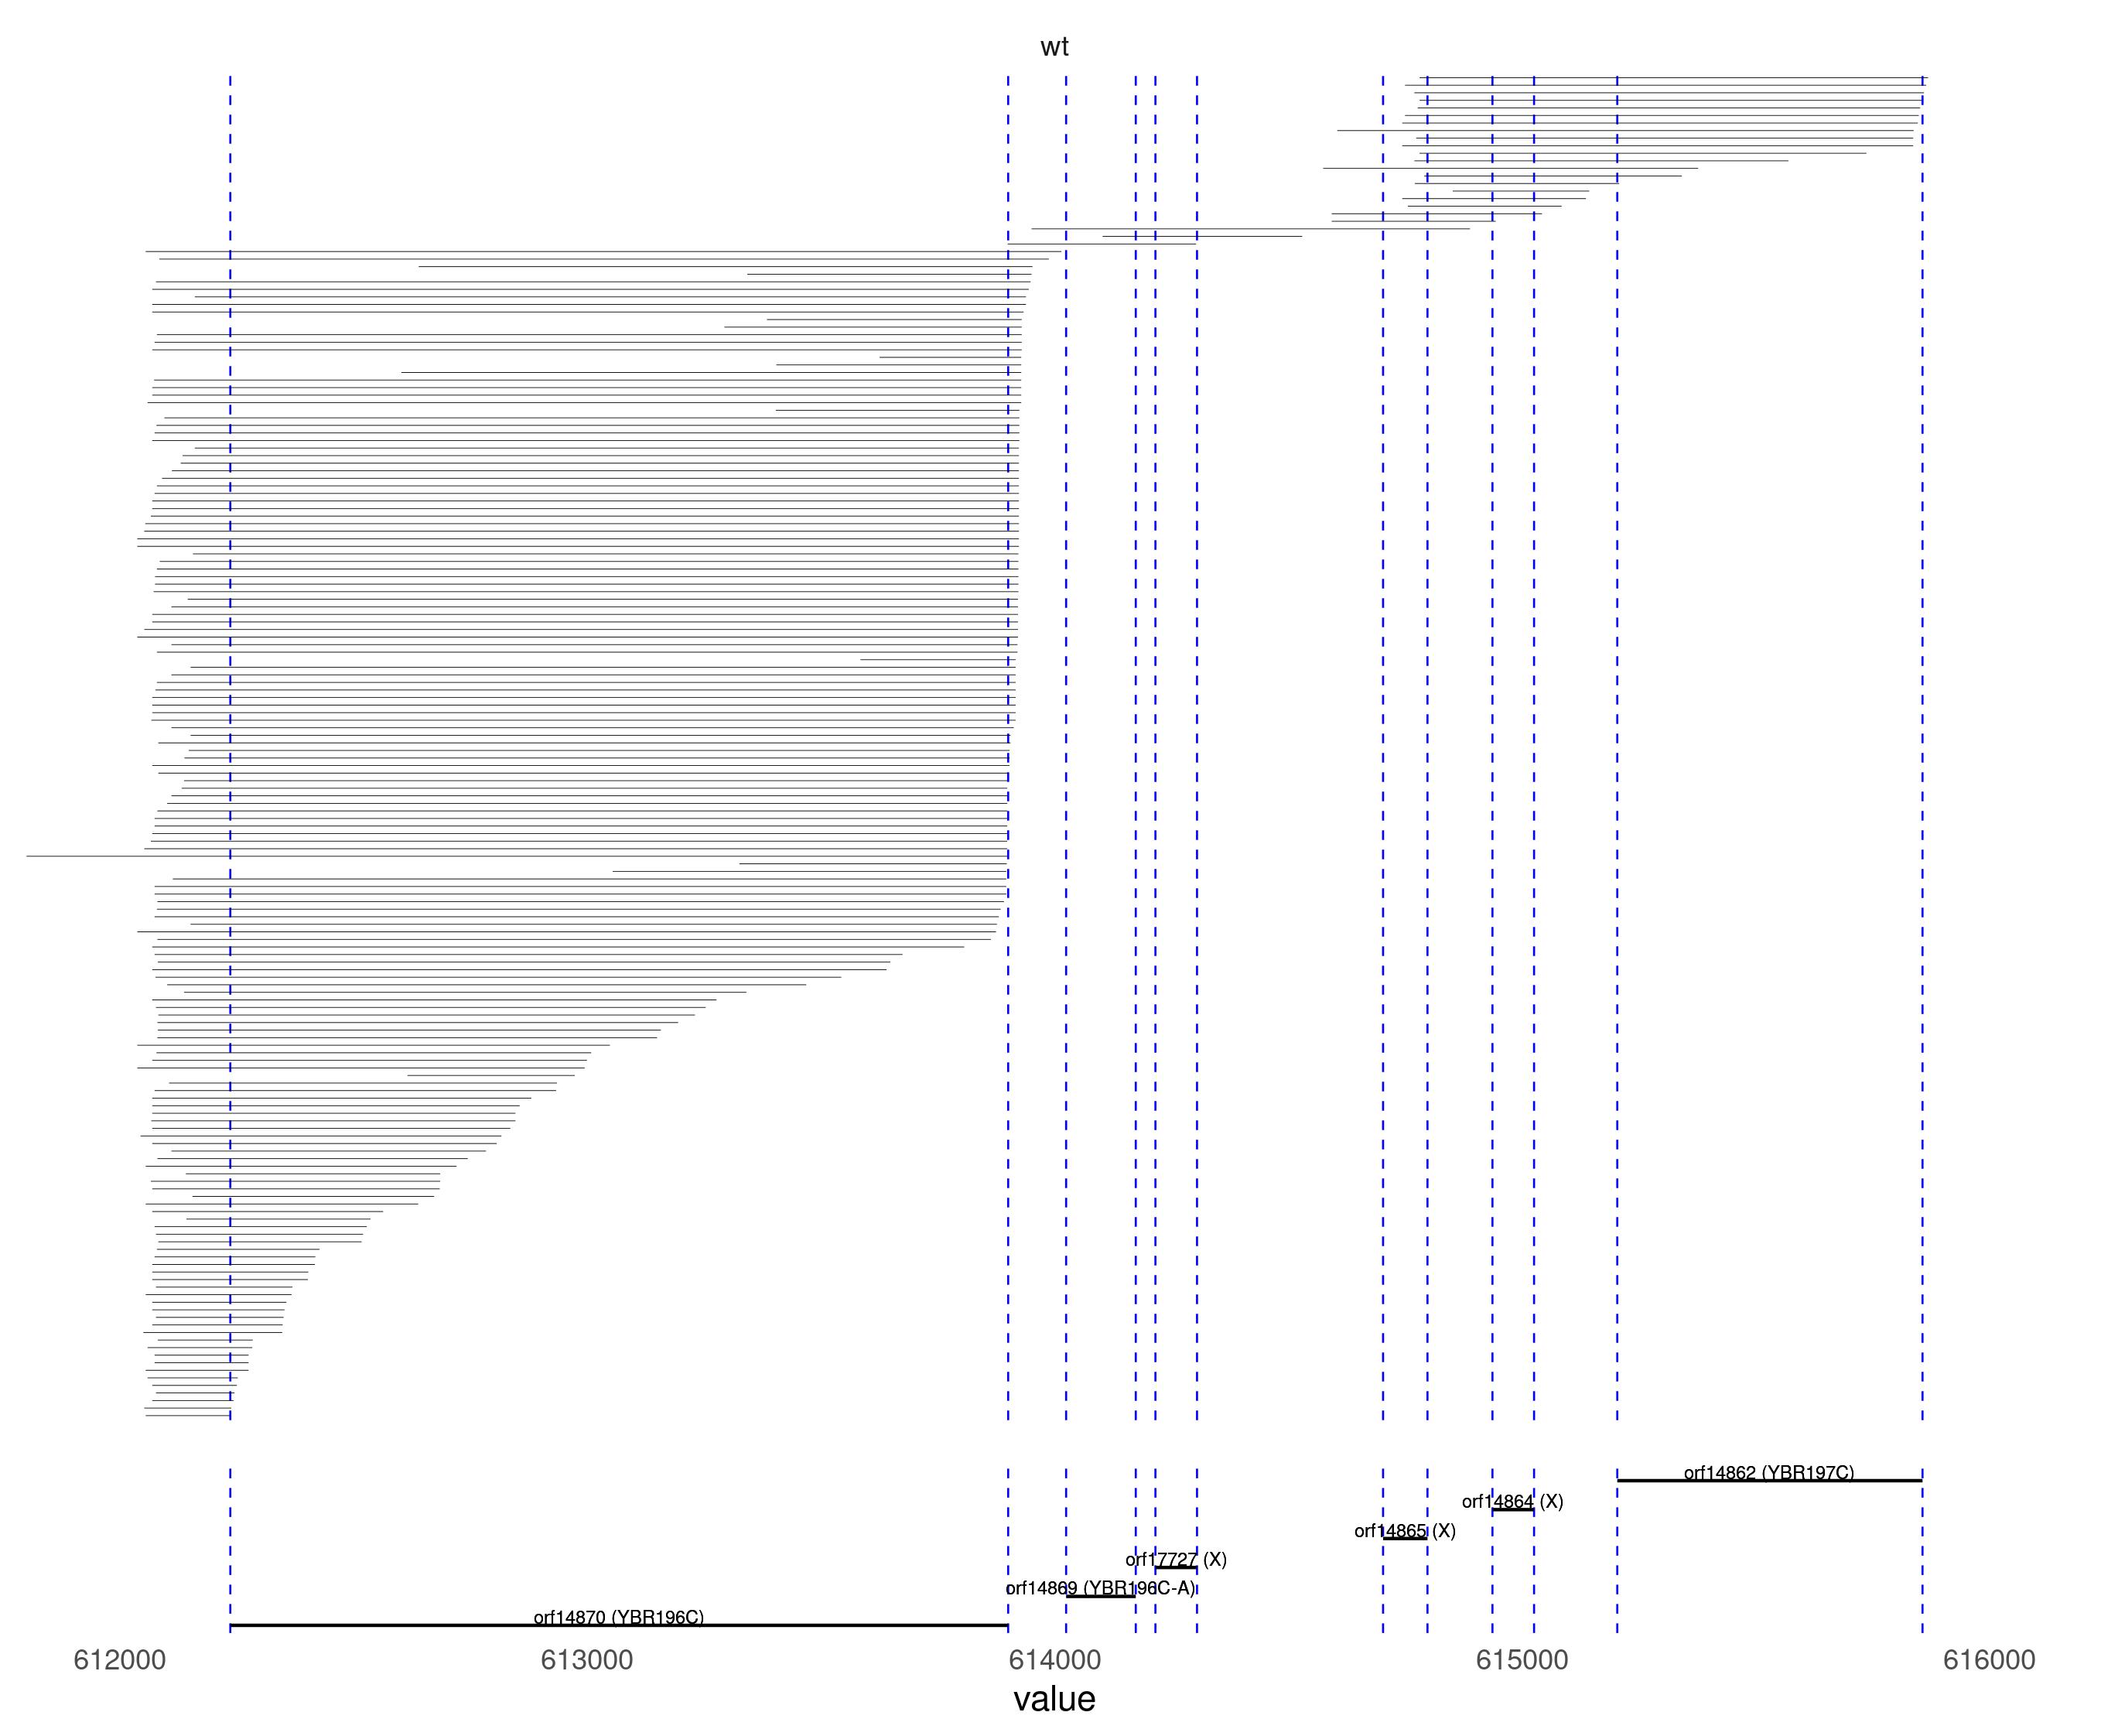 wt
orf14862 (YBR197C)
orf14864 (X)
orf14865 (X)
orf17727 (X)
orf14869 (YBR196C-A)
orf14870 (YBR196C)
612000 613000 614000 615000 616000
value